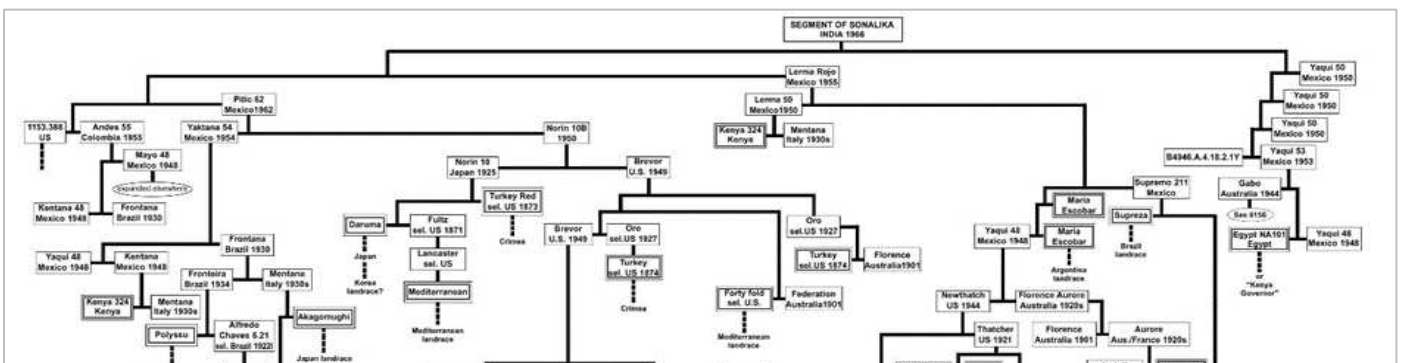 SEGMENT OF SONALIKA
INDIA 1966
Lerma Rojo
Mexico 1955
Yaqui 50
Mexico 1950
Pitic 62
Mexico1962
Lerma 50
Mexico1950
Yaqui 50
Mexico 1950
1153.388
US
Andes 55
Colombia 1955
Yaktana 54
Mexico 1954
Norin 10B
1950
Kenya 324
Kenya
Mentana
Italy 1930s
Yaqui 50
Mexico 1950
Mayo 48
Mexico 1948
Norin 10
Japan 1925
Brevor
U.S. 1949
B4946.A.4.18.2.1Y
Yaqui 53
Mexico 1953
(expanded elsewhere)
Turkey Red
sel. US 1873
Supremo 211
Mexico
Gabo
Australia 1944
Kentana 48
Mexico 1948
Frontana
Brazil 1930
Daruma
Fultz
sel. US 1871
Crimea
Brevor
U.S. 1949
Oro
sel.US 1927
Oro
sel.US 1927
Maria
Escobar
Supreza
See
Yaqui 48
Mexico 1948
Maria
Escobar
Egypt NA101
Egypt
Yaqui 48
Mexico 1948
Yaqui 48
Mexico 1948
Kentana
Mexico 1948
Frontana
Brazil 1930
Japan
Korea
landrace?
Lancaster
sel. US
Turkey
sel. US 1874
Turkey
sel.US 1874
Florence
Australia1901
Brazil
landrace
Argentina
landrace
or
"Kenya
Governor"
Fronteira
Brazil 1934
Mentana
Italy 1930s
Mediterranean
Crimea
Forty fold
sel. U.S.
Federation
Australia1901
Newthatch
US 1944
Florence Aurore
Australia 1920s
Kenya 324
Kenya
Mentana
Italy 1930s
Akagomughi
Mediterranean
landrace
Mediterranean
landrace
Polyssu
Alfredo
Chaves 6.21
sel. Brazil 1922
Japan landrace
Thatcher
US 1921
Florence
Australia 1901
Aurore
Aus./France 1920s